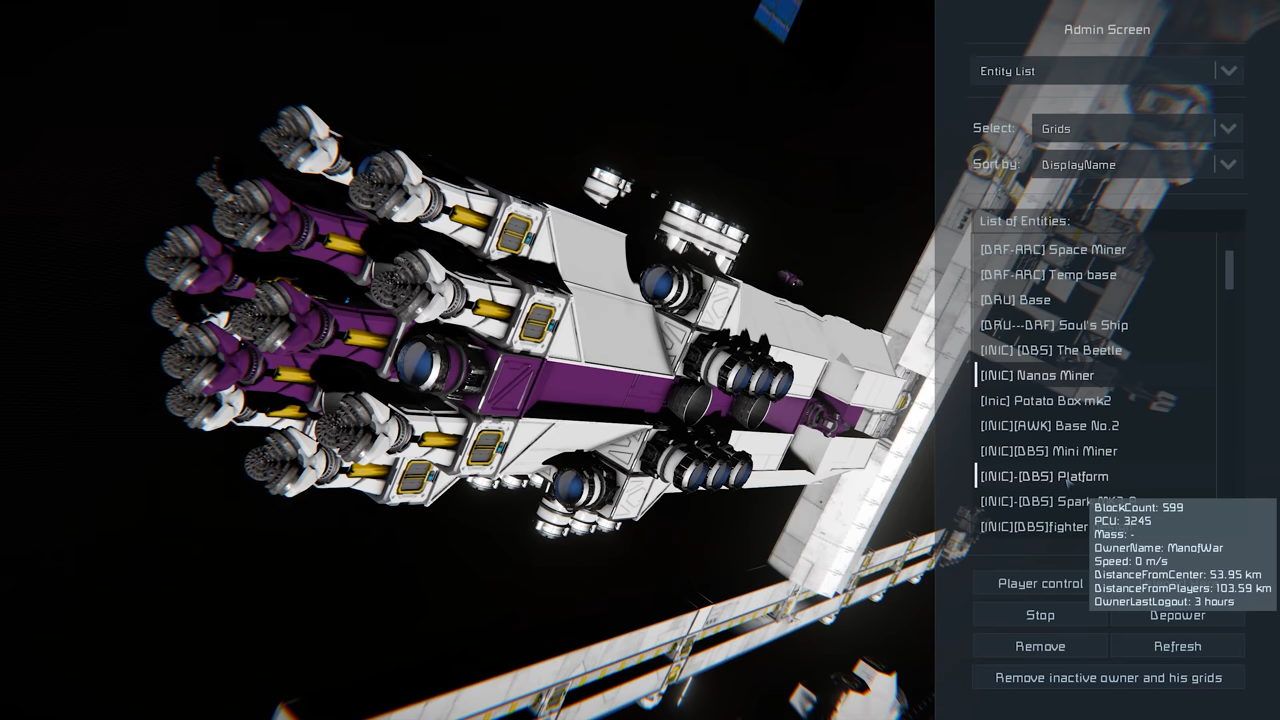 Admin Screen
Entity List
Select: Grids
Sort by: DisplayName
List of Entities:
[DRF-ARC] Space Miner
[DRF-ARC] Temp base
[DRU] Base
[DRU---DRF] Soul's Ship
[INIC] [DBS] The Beetle
[INIC] Nanos Miner
[Inic] Potato Box mk2
[INIC][AWK] Base No.2
[INIC][DBS] Mini Miner
[INIC]-[DBS] Platform
[INIC]-[DBS] Spark
[INIC][DBS]fighter
BlockCount: 599
PCU: 3245
Mass: -
OwnerName: ManofWar
Speed: 0 m/s
DistanceFromCenter: 53.95 km
DistanceFromPlayers: 103.59 km
OwnerLastLogout: 3 hours
Player control
Stop
Depower
Remove
Refresh
Remove inactive owner and his grids